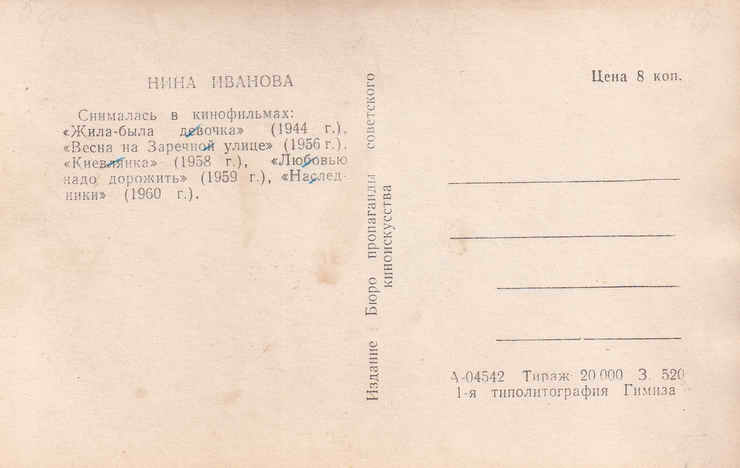 НИНА ИВАНОВА
Снималась в кинофильмах:
«Жила-была девочка» (1944 г.),
«Весна на Заречной улице» (1956 г.),
«Киевлянка» (1958 г.), «Любовью
надо дорожить» (1959 г.), «Наслед-
ники» (1960 г.).
Издание Бюро пропаганды советского
киноискусства
Цена 8 коп.
А-04542 Тираж 20 000 З. 520
1-я типолитография Гимиза